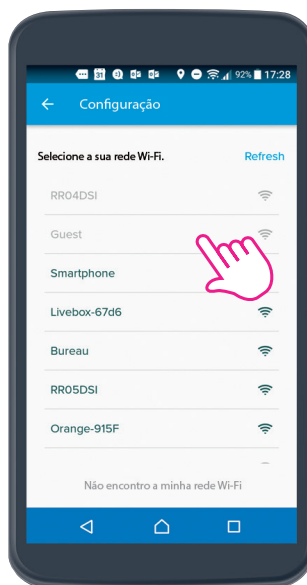 31 92% 17:28
Configuração
Selecione a sua rede Wi-Fi. Refresh
RR04DSI
Guest
Smartphone
Livebox-67d6
Bureau
RR05DSI
Orange-915F
Não encontro a minha rede Wi-Fi